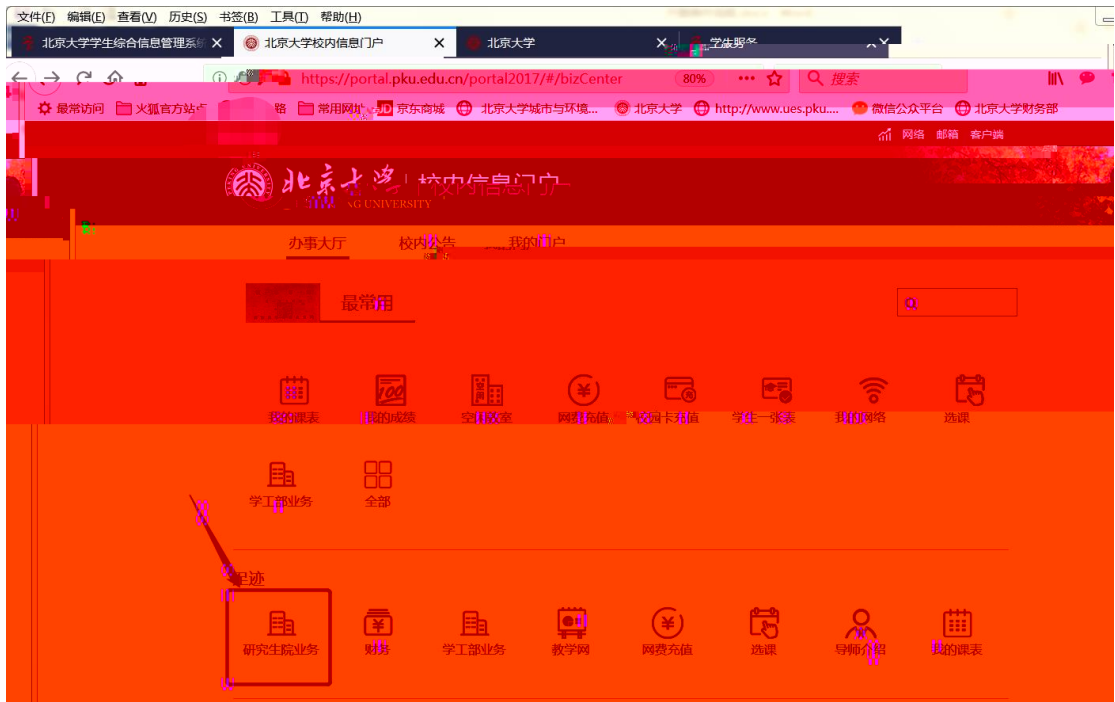 文件(F) 编辑(E) 查看(V) 历史(S) 书签(B) 工具(T) 帮助(H)
北京大学学生综合信息管理系统 北京大学校内信息门户 北京大学
https://portal.pku.edu.cn/portal2017/#/bizCenter 80% 搜索
最常访问 火狐官方站点 常用网址 京东商城 北京大学城市与环境... 北京大学 http://www.ues.pku.... 微信公众平台 北京大学财务部
网络 邮箱 客户端
北京大学 校内信息门户
办事大厅 校内公告 我的门户
最常用
我的课表 我的成绩 空闲教室 网费充值 校园卡充值 学生一张表 我的网络 选课
学工部业务 全部
足迹
研究生院业务 财务 学工部业务 教学网 网费充值 选课 导师介绍 我的课表